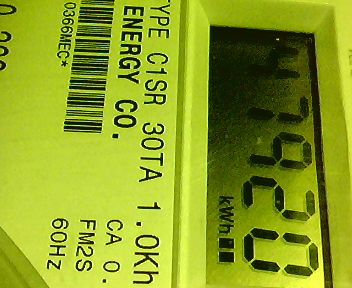 47920
kWh
TYPE C1SR 30TA 1.0Kh
ENERGY CO. CA 0.
FM2S
0366MEC* 60HZ